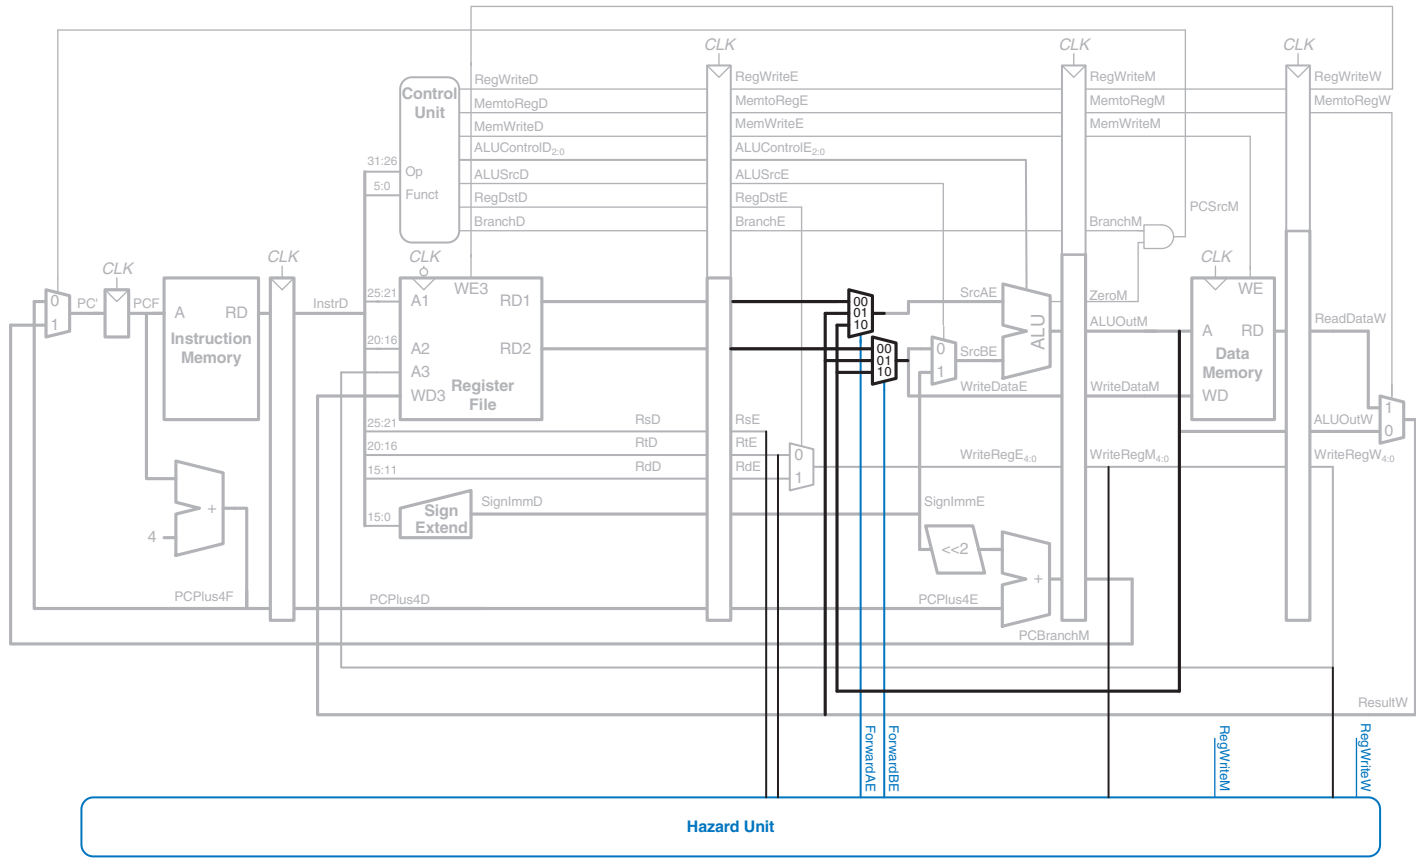 CLK
CLK
CLK
Control
Unit
Op
Funct
31:26
5:0
RegWriteD
MemtoRegD
MemWriteD
ALUControlD2:0
ALUSrcD
RegDstD
BranchD
RegWriteE
MemtoRegE
MemWriteE
ALUControlE2:0
ALUSrcE
RegDstE
BranchE
RegWriteM
MemtoRegM
MemWriteM
BranchM
PCSrcM
RegWriteW
MemtoRegW
CLK
CLK
CLK
CLK
0
1
PC'
PCF
A
RD
Instruction
Memory
InstrD
25:21
20:16
A1
A2
A3
WD3
WE3
RD1
RD2
Register
File
00
01
10
00
01
10
0
1
SrcAE
SrcBE
ALU
ZeroM
ALUOutM
WriteDataE
WriteDataM
WE
A
RD
Data
Memory
WD
ReadDataW
ALUOutW
1
0
25:21
20:16
15:11
15:0
RsD
RtD
RdD
RsE
RtE
RdE
0
1
WriteRegE4:0
WriteRegM4:0
WriteRegW4:0
Sign
Extend
SignImmD
SignImmE
<<2
+
4
+
PCPlus4F
PCPlus4D
PCPlus4E
PCBranchM
ResultW
ForwardAE
ForwardBE
RegWriteM
RegWriteW
Hazard Unit